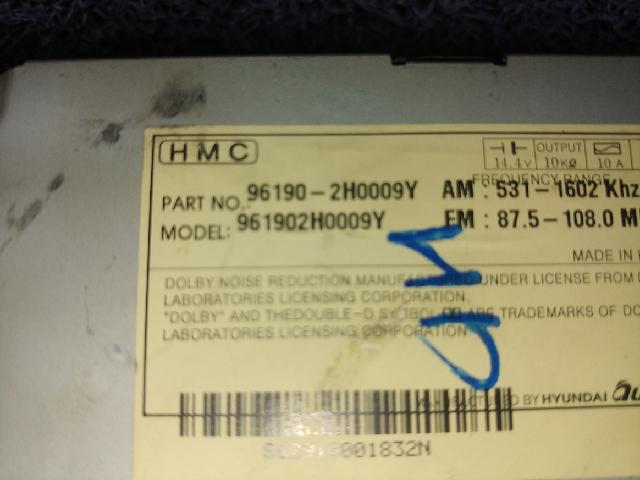 HMC
OUTPUT
14.4V 10KΩ 10 A
FREQUENCY RANGE
PART NO.: 96190-2H0009Y AM : 531-1602 Khz
MODEL: 961902H0009Y FM : 87.5-108.0
MADE IN
DOLBY NOISE REDUCTION MANUFACTURED UNDER LICENSE FROM
LABORATORIES LICENSING CORPORATION.
"DOLBY" AND THEDOUBLE-D SYMBOL ARE TRADEMARKS OF
LABORATORIES LICENSING CORPORATION.
BY HYUNDAI